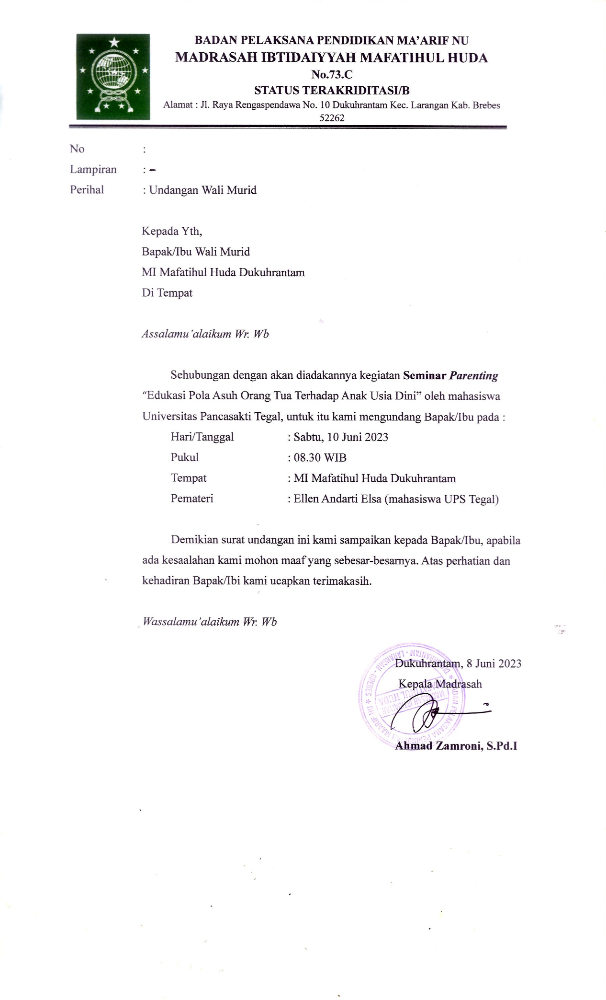 BADAN PELAKSANA PENDIDIKAN MA’ARIF NU
MADRASAH IBTIDAIYYAH MAFATIHUL HUDA
No.73.C
STATUS TERAKRIDITASI/B
Alamat : Jl. Raya Rengaspendawa No. 10 Dukuhrantam Kec. Larangan Kab. Brebes
52262
No :
Lampiran : -
Perihal : Undangan Wali Murid
Kepada Yth,
Bapak/Ibu Wali Murid
MI Mafatihul Huda Dukuhrantam
Di Tempat
Assalamu’alaikum Wr. Wb
Sehubungan dengan akan diadakannya kegiatan Seminar Parenting
“Edukasi Pola Asuh Orang Tua Terhadap Anak Usia Dini” oleh mahasiswa
Universitas Pancasakti Tegal, untuk itu kami mengundang Bapak/Ibu pada :
Hari/Tanggal : Sabtu, 10 Juni 2023
Pukul : 08.30 WIB
Tempat : MI Mafatihul Huda Dukuhrantam
Pemateri : Ellen Andarti Elsa (mahasiswa UPS Tegal)
Demikian surat undangan ini kami sampaikan kepada Bapak/Ibu, apabila
ada kesaalahan kami mohon maaf yang sebesar-besarnya. Atas perhatian dan
kehadiran Bapak/Ibi kami ucapkan terimakasih.
Wassalamu’alaikum Wr. Wb
Dukuhrantam, 8 Juni 2023
Kepala Madrasah
BADAN PELAKSANA PENDIDIKAN MAARIF NU
DUKUHRANTAM - LARANGAN - BREBES
MADRASAH IBTIDAIYAH
MAFATIHUL HUDA
Ahmad Zamroni, S.Pd.I